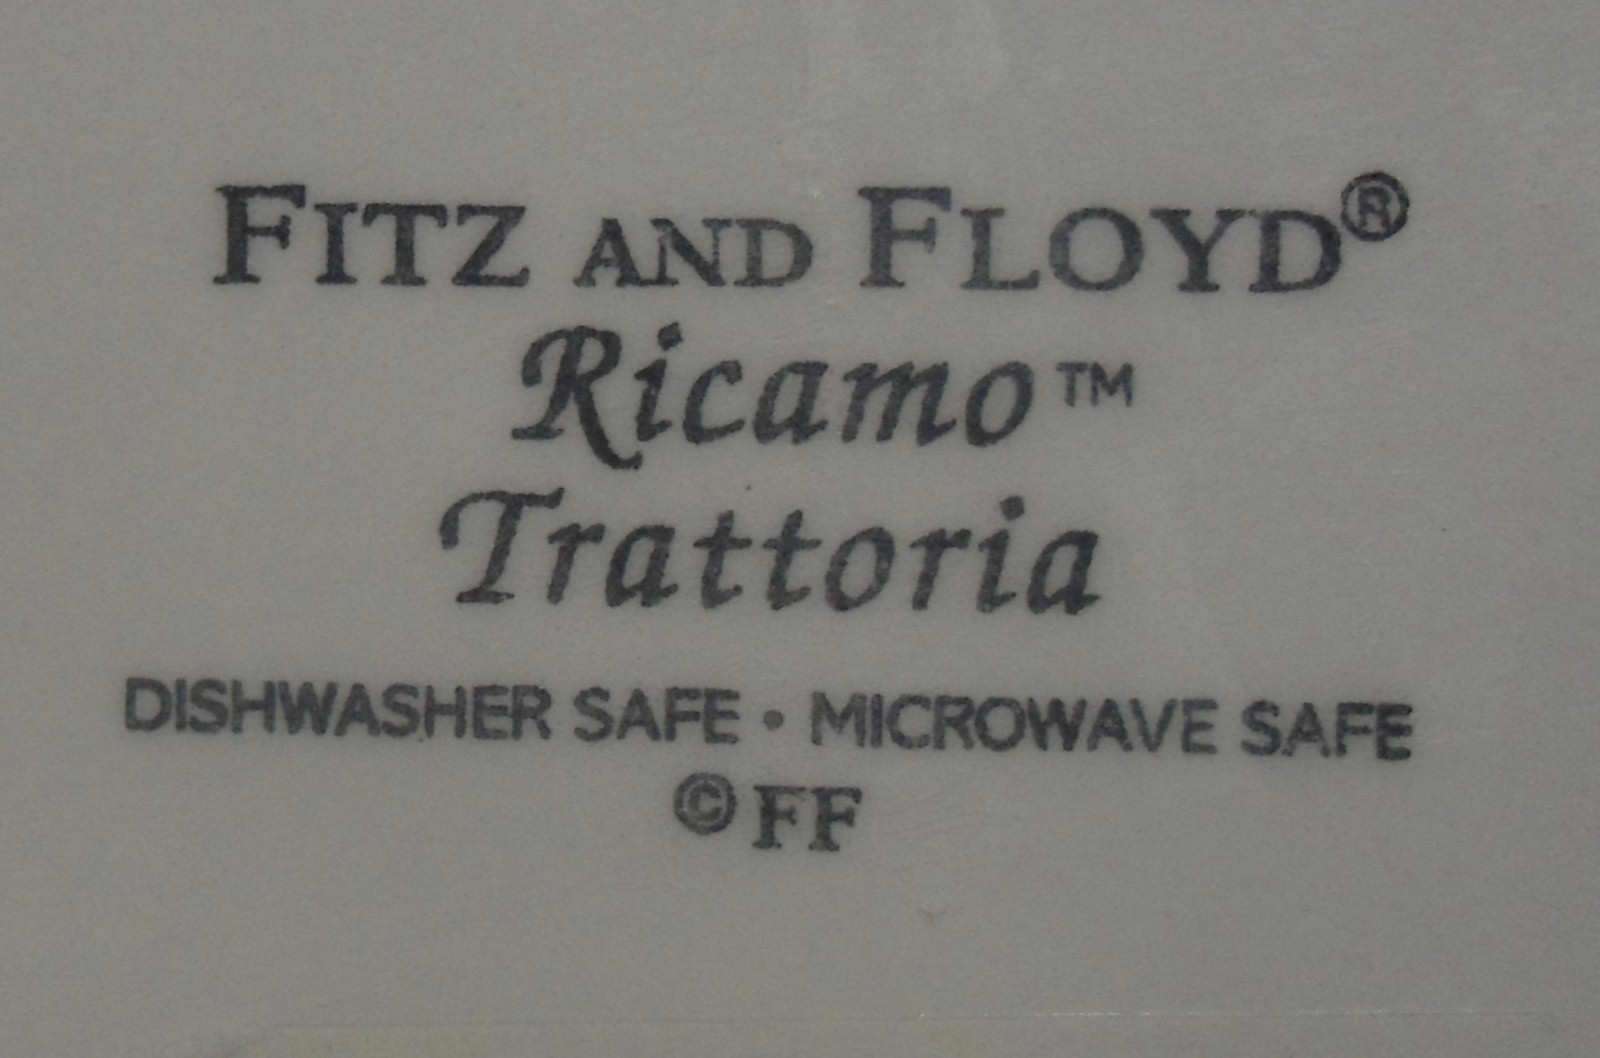 FITZ AND FLOYD®
Ricamo™
Trattoria
DISHWASHER SAFE • MICROWAVE SAFE
© FF